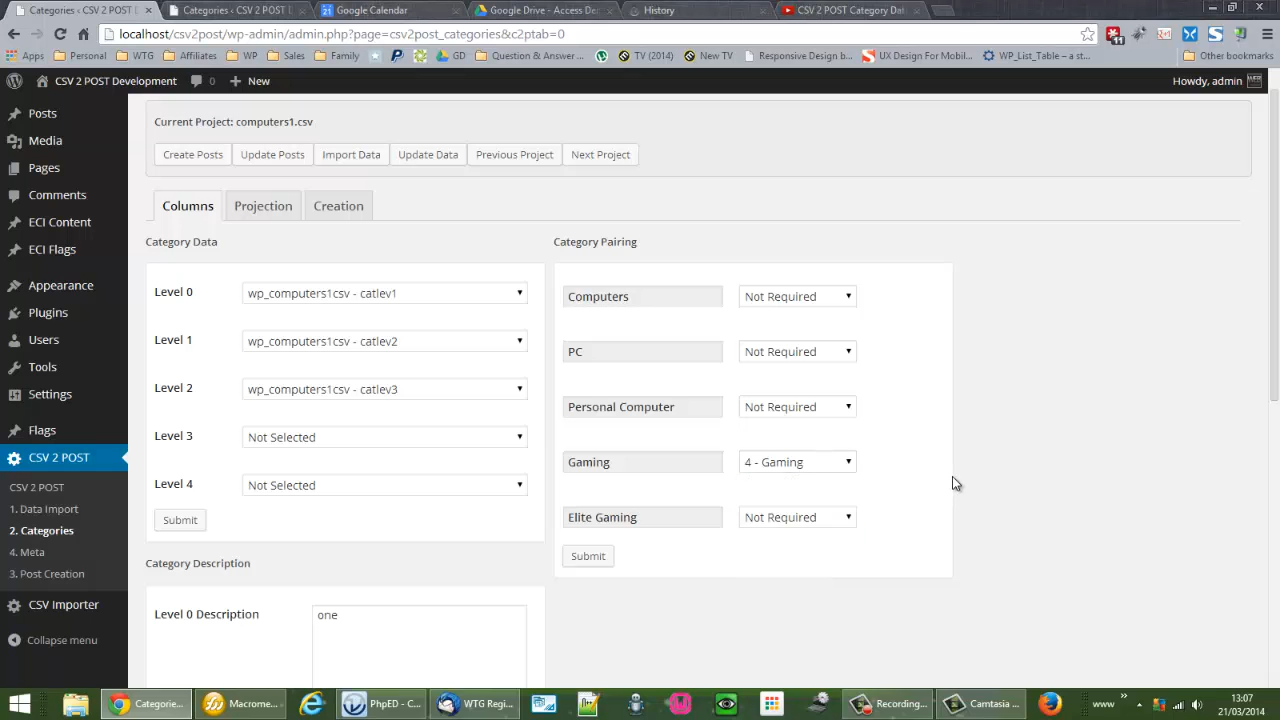 Categories ‹ CSV 2 POST D
Categories ‹ CSV 2 POST D
Google Calendar
Google Drive - Access De
History
CSV 2 POST Category Dat
localhost/csv2post/wp-admin/admin.php?page=csv2post_categories&c2ptab=0
11
Apps
Personal
WTG
Affiliates
WP
Sales
Family
GD
Question & Answer ...
TV (2014)
New TV
Responsive Design b...
UX Design For Mobil...
WP_List_Table – a st...
Other bookmarks
CSV 2 POST Development
0
New
Howdy, admin
Posts
Media
Pages
Comments
ECI Content
ECI Flags
Appearance
Plugins
Users
Tools
Settings
Flags
CSV 2 POST
CSV 2 POST
1. Data Import
2. Categories
4. Meta
3. Post Creation
CSV Importer
Collapse menu
Current Project: computers1.csv
Create Posts
Update Posts
Import Data
Update Data
Previous Project
Next Project
Columns
Projection
Creation
Category Data
Level 0
wp_computers1csv - catlev1
Level 1
wp_computers1csv - catlev2
Level 2
wp_computers1csv - catlev3
Level 3
Not Selected
Level 4
Not Selected
Submit
Category Description
Level 0 Description
one
Category Pairing
Computers
Not Required
PC
Not Required
Personal Computer
Not Required
Gaming
4 - Gaming
Elite Gaming
Not Required
Submit
Categorie...
Macrome...
PhpED - C...
WTG Regi...
Recording...
Camtasia ...
www
13:07
21/03/2014